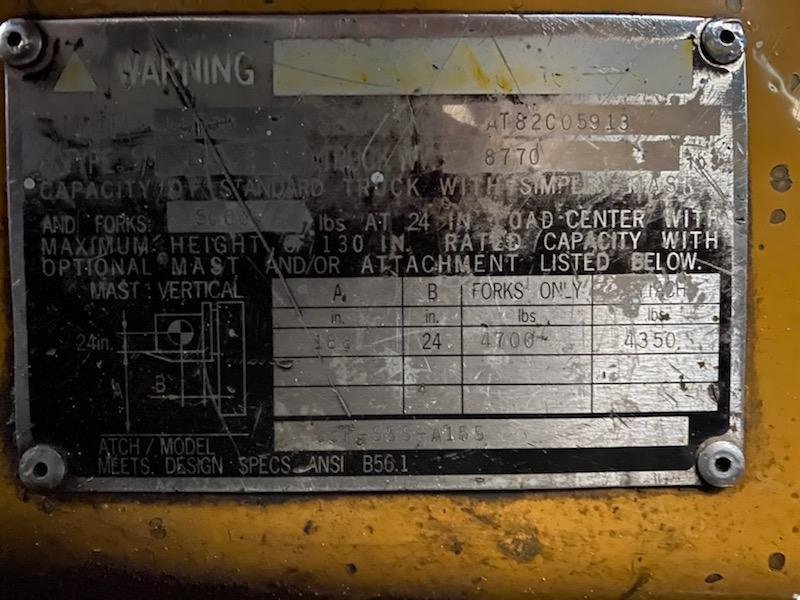 WARNING
AT82C05913
8770
CAPACITY OF STANDARD TRUCK WITH SIMPLEX MAST
AND FORKS lbs AT 24 IN. LOAD CENTER WITH
MAXIMUM HEIGHT OF 130 IN. RATED CAPACITY WITH
OPTIONAL MAST AND/OR ATTACHMENT LISTED BELOW.
MAST: VERTICAL A B FORKS ONLY
in. in. lbs lbs
24in. 24 4700 4350
A
B
ATCH / MODEL
MEETS DESIGN SPECS ANSI B56.1